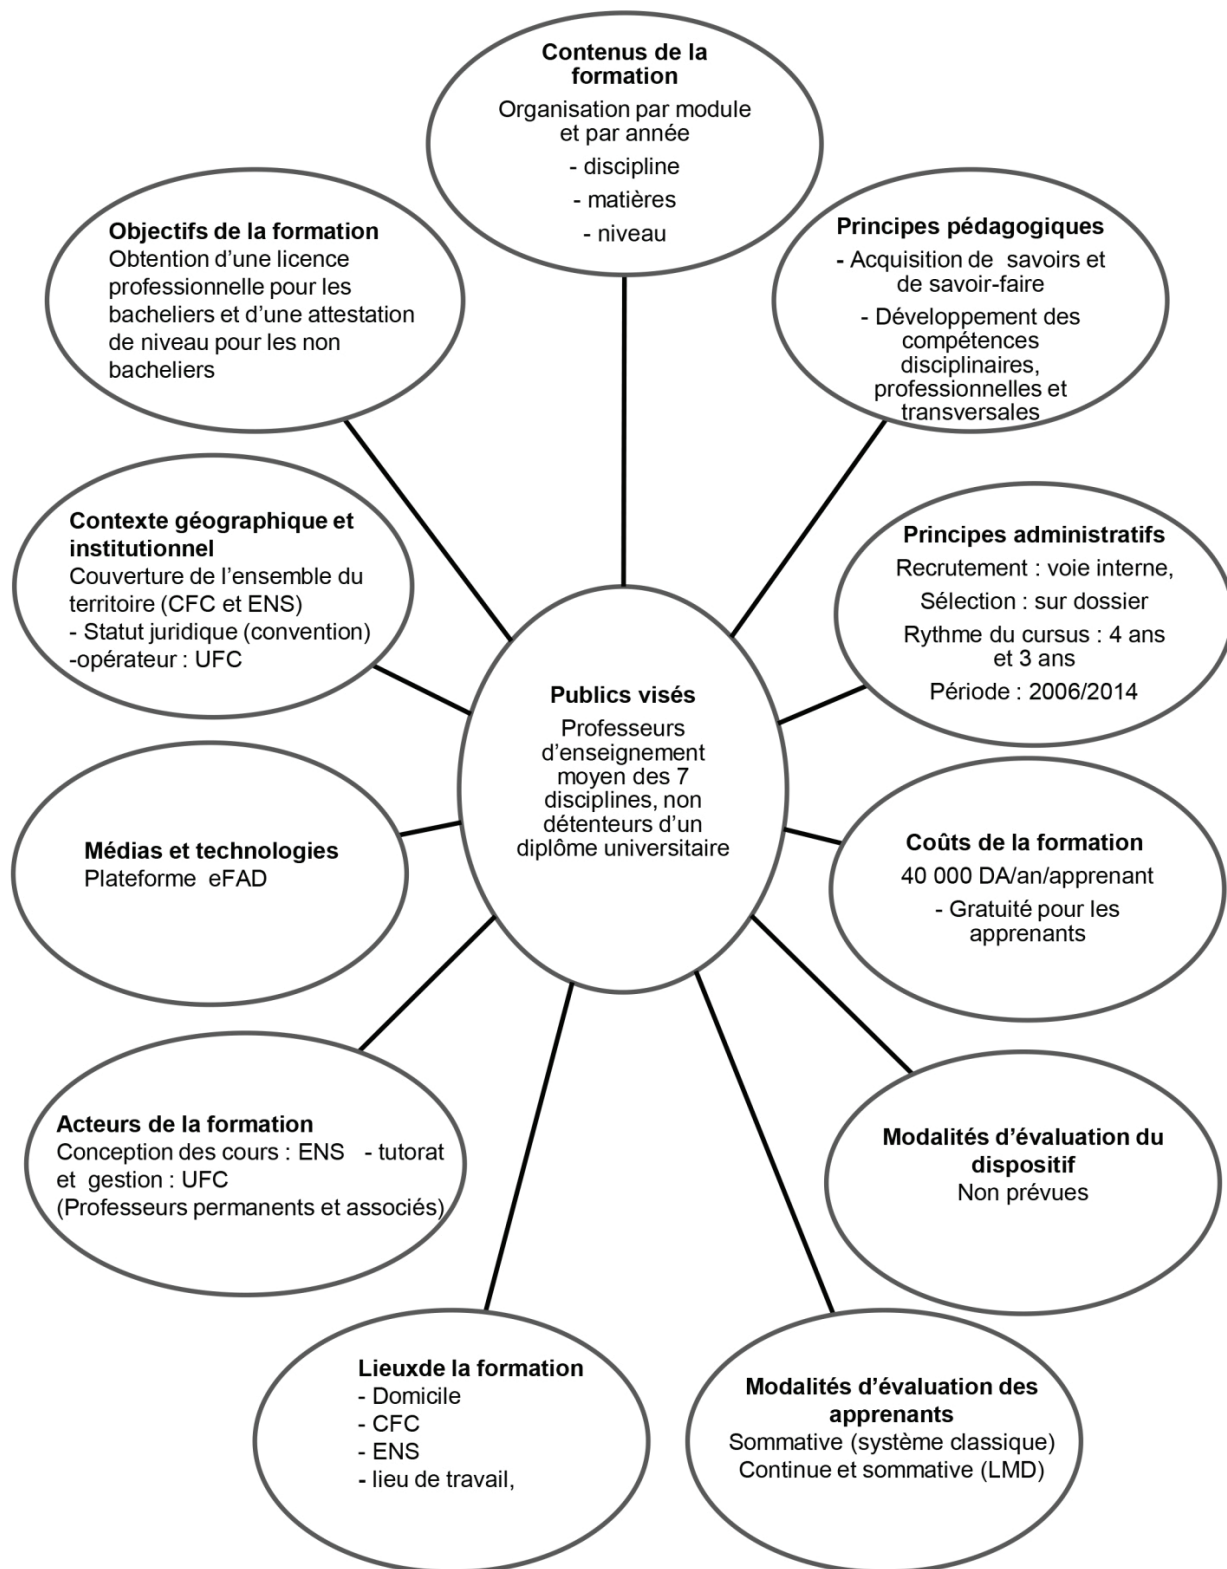 Contenus de la
formation
Organisation par module
et par année
- discipline
- matières
- niveau
Objectifs de la formation
Obtention d'une licence
professionnelle pour les
bacheliers et d'une attestation
de niveau pour les non
bacheliers
Principes pédagogiques
- Acquisition de savoirs et
de savoir-faire
- Développement des
compétences
disciplinaires,
professionnelles et
transversales
Contexte géographique et
institutionnel
Couverture de l'ensemble du
territoire (CFC et ENS)
- Statut juridique (convention)
-opérateur : UFC
Principes administratifs
Recrutement : voie interne,
Sélection : sur dossier
Rythme du cursus : 4 ans
et 3 ans
Période : 2006/2014
Publics visés
Professeurs
d'enseignement
moyen des 7
disciplines, non
détenteurs d'un
diplôme universitaire
Médias et technologies
Plateforme eFAD
Coûts de la formation
40 000 DA/an/apprenant
- Gratuité pour les
apprenants
Acteurs de la formation
Conception des cours : ENS - tutorat
et gestion : UFC
(Professeurs permanents et associés)
Modalités d'évaluation du
dispositif
Non prévues
Lieuxde la formation
- Domicile
- CFC
- ENS
- lieu de travail,
Modalités d'évaluation des
apprenants
Sommative (système classique)
Continue et sommative (LMD)